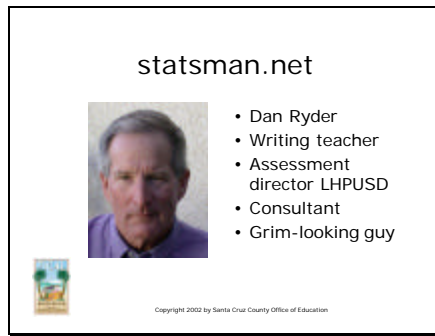 statsman.net
• Dan Ryder
• Writing teacher
• Assessment
director LHPUSD
• Consultant
• Grim-looking guy
Copyright 2002 by Santa Cruz County Office of Education